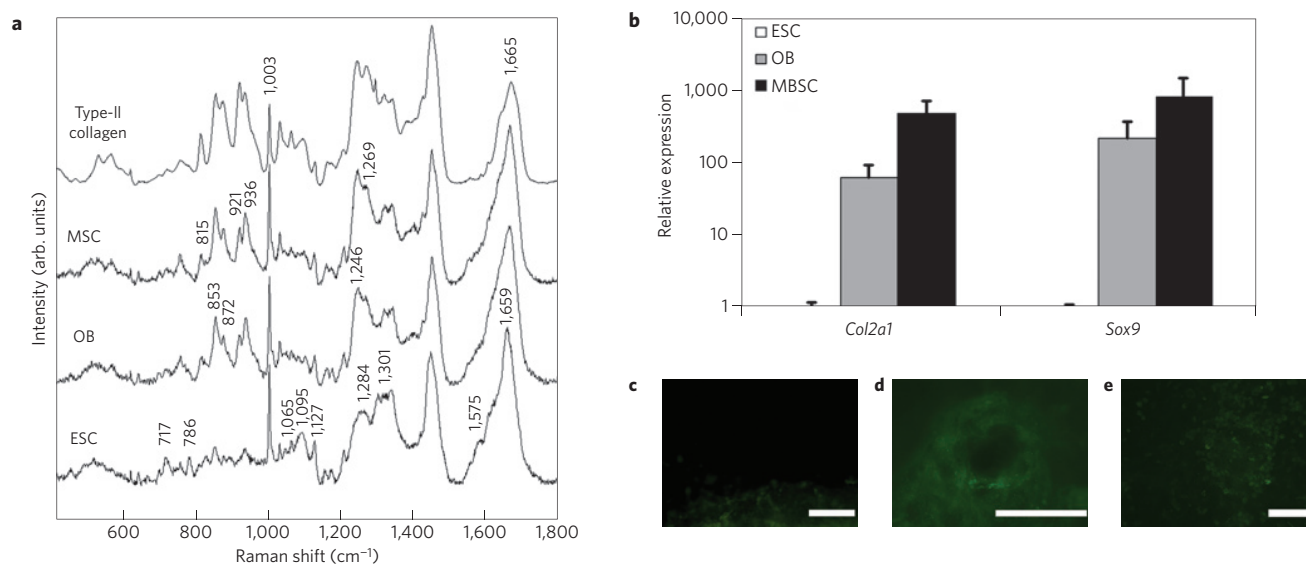 a
Type-II
collagen
MSC
OB
ESC
Intensity (arb. units)
1,003
1,665
815
921
936
1,269
853
872
1,246
1,659
717
786
1,065
1,095
1,127
1,284
1,301
1,575
600
800
1,000
1,200
1,400
1,600
1,800
Raman shift (cm⁻¹)
b
10,000
1,000
100
10
1
Relative expression
ESC
OB
MBSC
Col2a1
Sox9
c
d
e